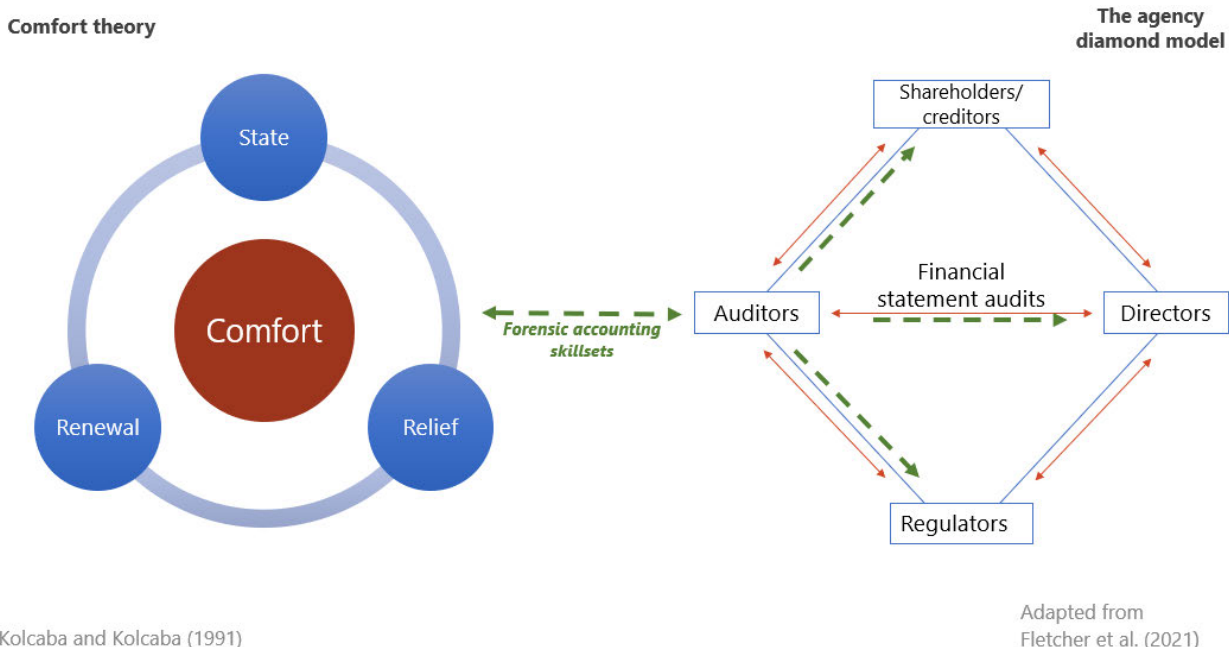 Comfort theory
The agency
diamond model
State
Comfort
Renewal
Relief
Forensic accounting
skillsets
Shareholders/
creditors
Financial
statement audits
Auditors
Directors
Regulators
Kolcaba and Kolcaba (1991)
Adapted from
Fletcher et al. (2021)